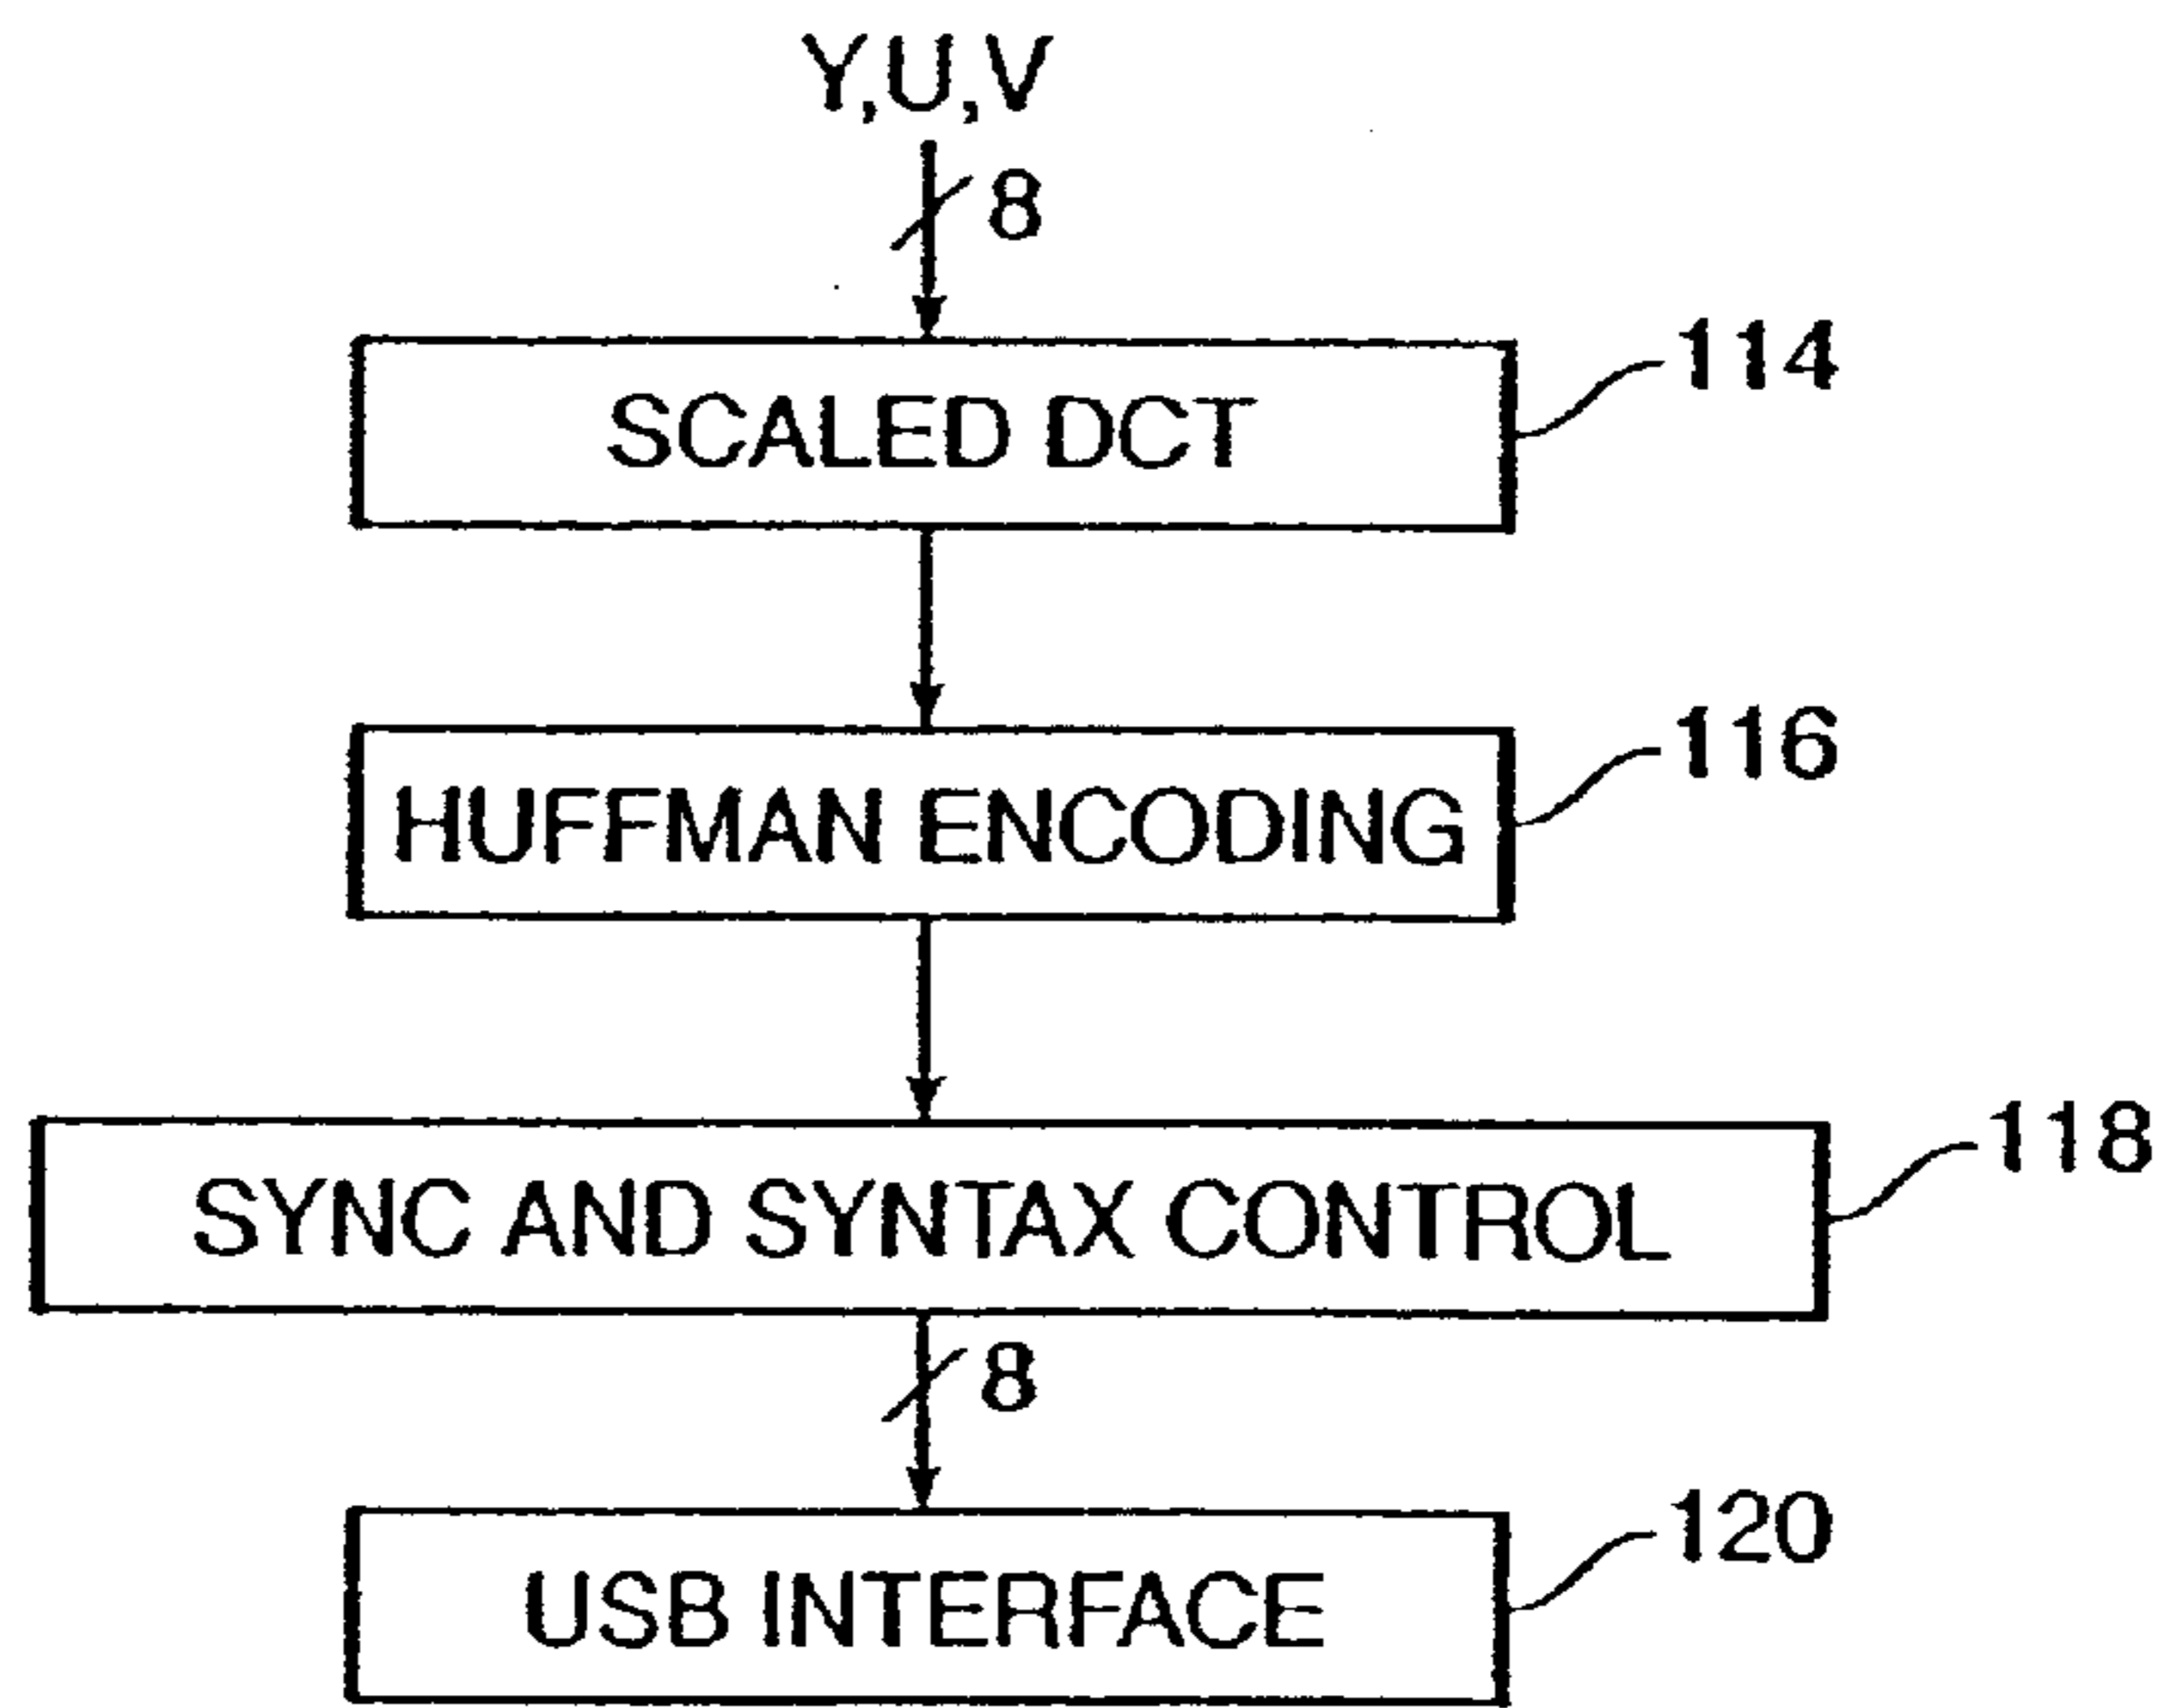 Y,U,V
8
114
SCALED DCT
116
HUFFMAN ENCODING
118
SYNC AND SYNTAX CONTROL
8
120
USB INTERFACE